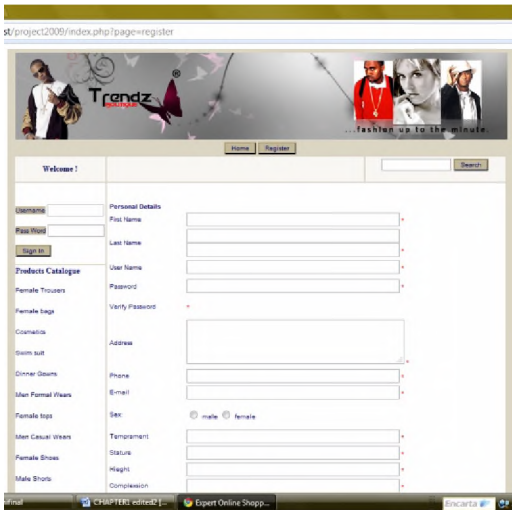 st/project2009/index.php?page=register
Trendz ®
BOUTIQUE
...fashion up to the minute.
Home Register
Welcome ! Search
Username
Pass Word
Sign In
Products Catalogue
Female Trousers
Female bags
Cosmetics
Swim suit
Dinner Gowns
Men Formal Wears
Female tops
Men Casual Wears
Female Shoes
Male Shorts
Personal Details
First Name *
Last Name *
User Name *
Password *
Verify Password *
Address *
Phone *
E-mail *
Sex: male female
Temprament *
Stature *
Hieght *
Complession *
nifinal CHAPTER1 edited2 [... Expert Online Shopp... Encarta